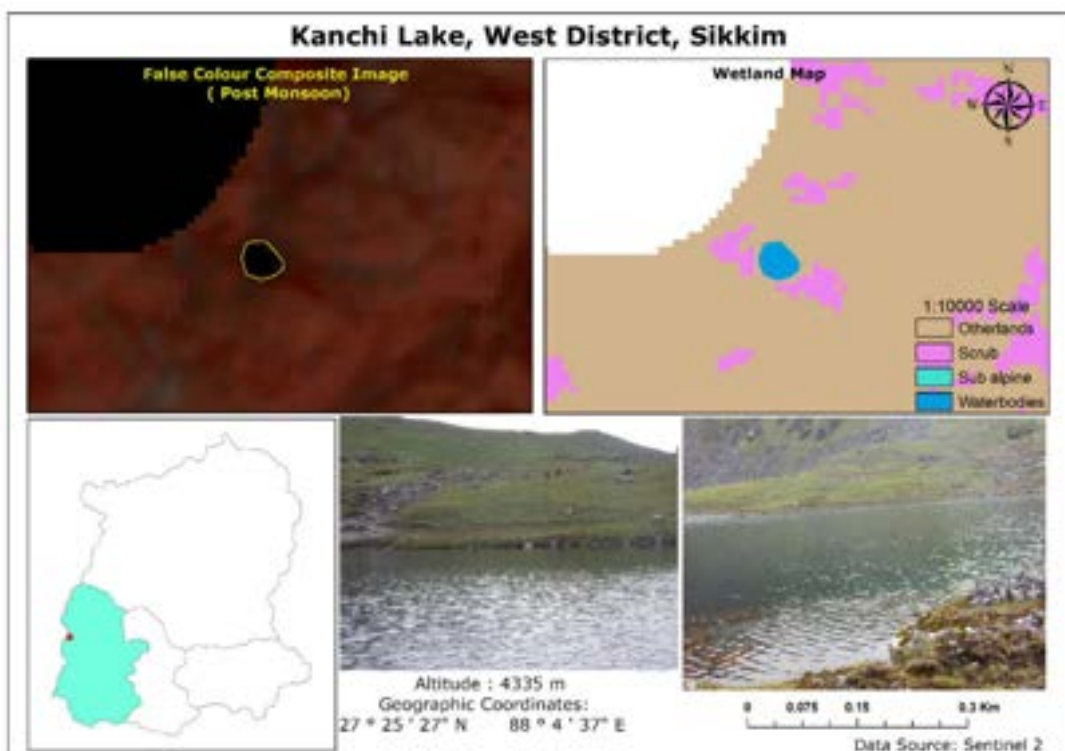 Kanchi Lake, West District, Sikkim
False Colour Composite Image
( Post Monsoon)
Wetland Map
N
W
E
N
1:10000 Scale
Otherlands
Scrub
Sub alpine
Waterbodies
Altitude : 4335 m
Geographic Coordinates:
27 ° 25 ' 27" N 88 ° 4 ' 37" E
0 0.075 0.15 0.3 Km
Data Source: Sentinel 2